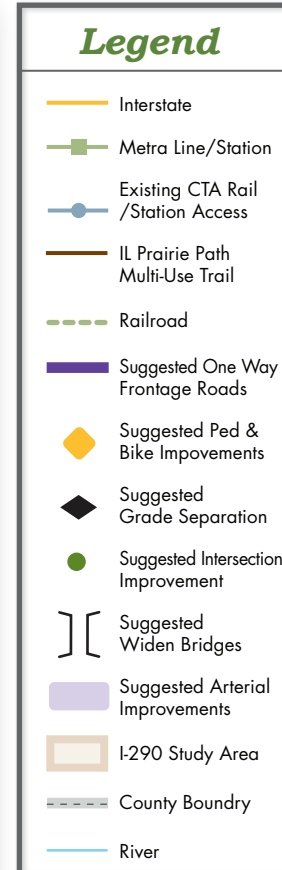 Legend
Interstate
Metra Line/Station
Existing CTA Rail
/Station Access
IL Prairie Path
Multi-Use Trail
Railroad
Suggested One Way
Frontage Roads
Suggested Ped &
Bike Impovements
Suggested
Grade Separation
Suggested Intersection
Improvement
Suggested
Widen Bridges
Suggested Arterial
Improvements
I-290 Study Area
County Boundry
River